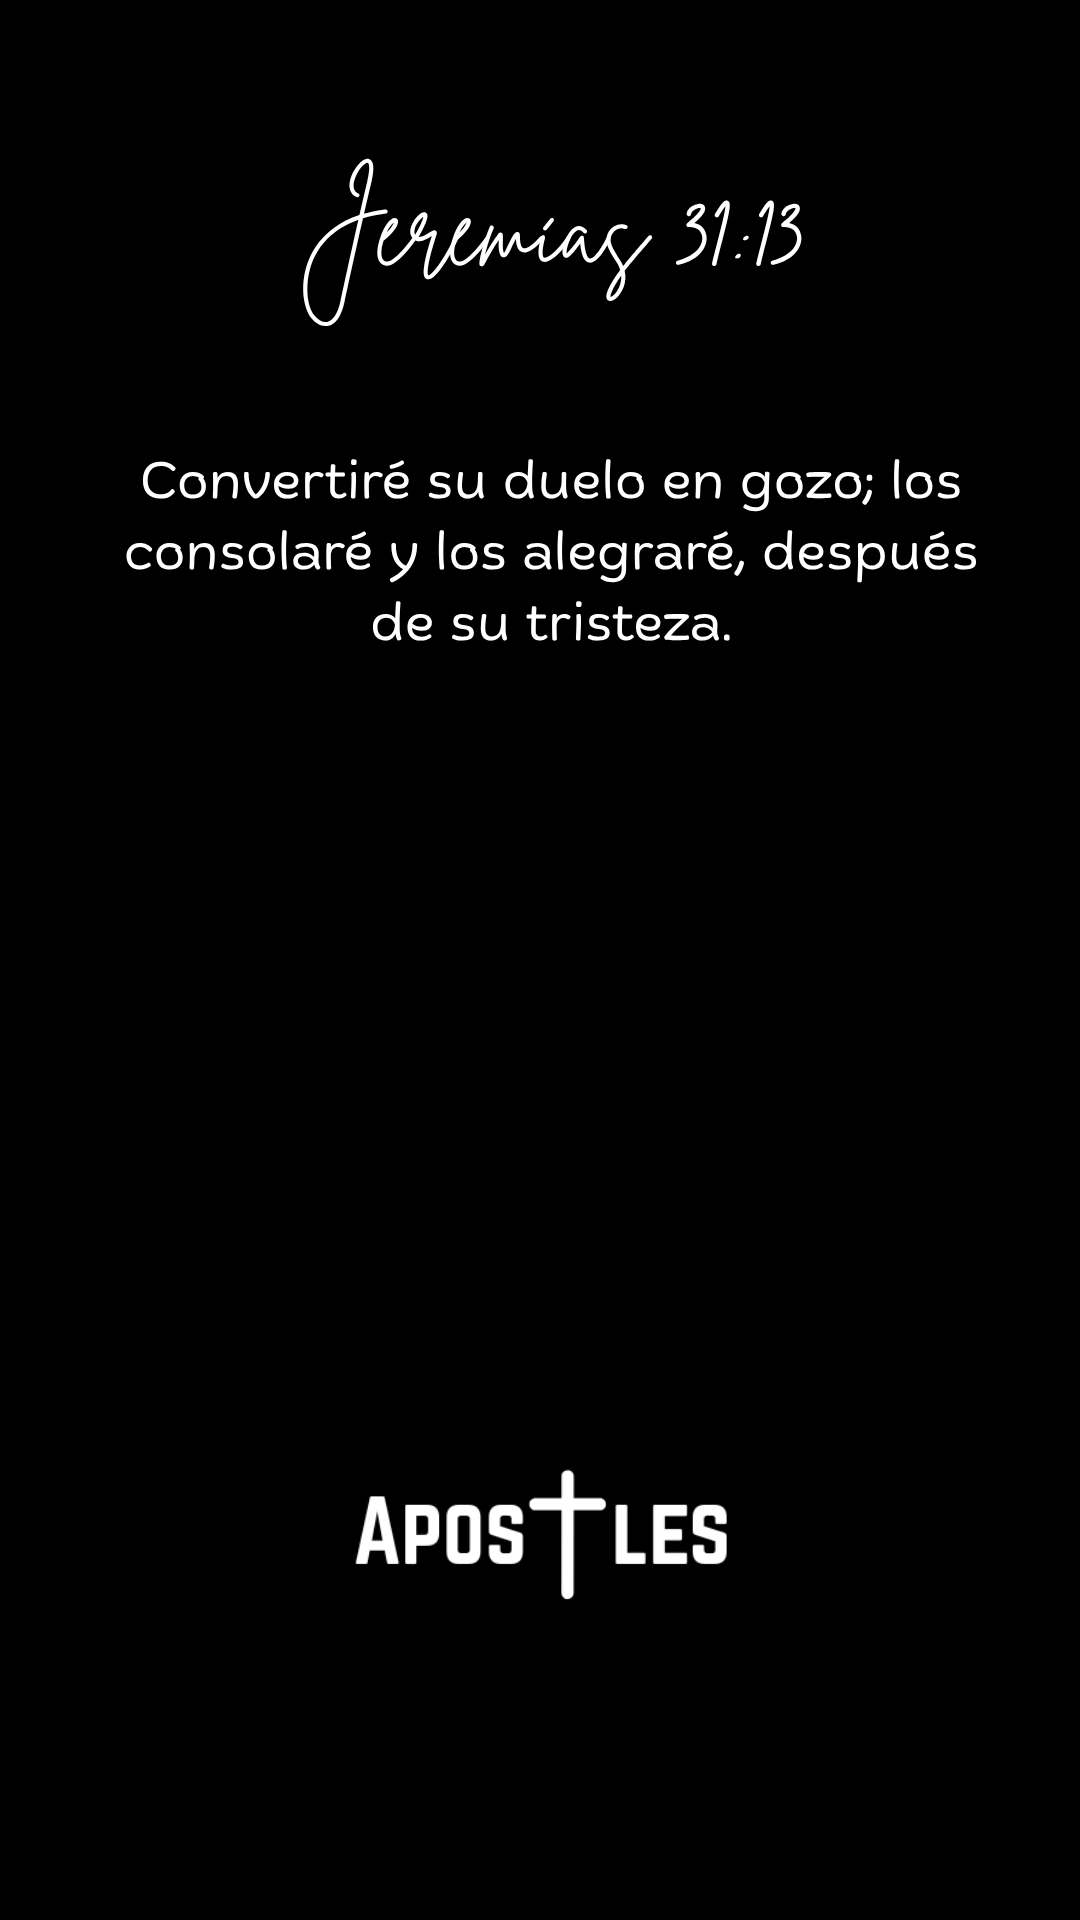 Jeremías 31:13
Convertiré su duelo en gozo; los
consolaré y los alegraré, después
de su tristeza.
APOSTLES